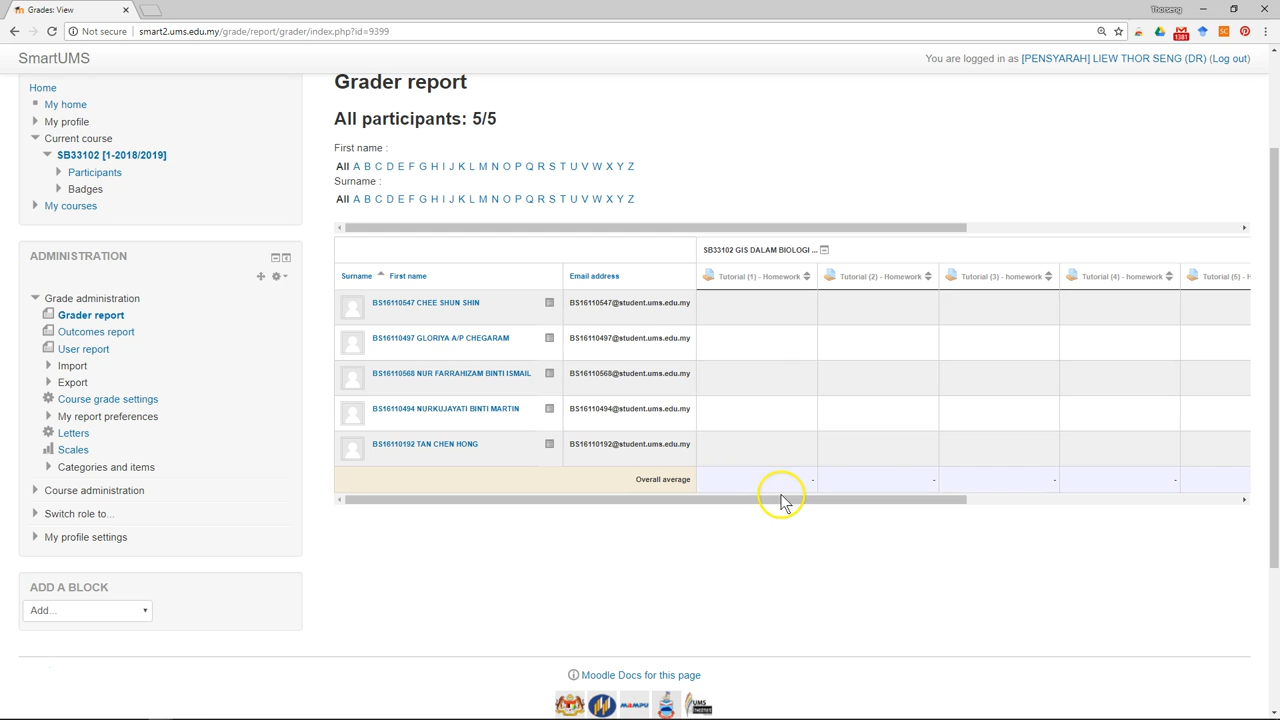 Grades: View
Thorseng
Not secure
smart2.ums.edu.my/grade/report/grader/index.php?id=9399
1381
SC
SmartUMS
You are logged in as [PENSYARAH] LIEW THOR SENG (DR) (Log out)
Home
My home
My profile
Current course
SB33102 [1-2018/2019]
Participants
Badges
My courses
ADMINISTRATION
Grade administration
Grader report
Outcomes report
User report
Import
Export
Course grade settings
My report preferences
Letters
Scales
Categories and items
Course administration
Switch role to...
My profile settings
ADD A BLOCK
Add...
Grader report
All participants: 5/5
First name :
All A B C D E F G H I J K L M N O P Q R S T U V W X Y Z
Surname :
All A B C D E F G H I J K L M N O P Q R S T U V W X Y Z
SB33102 GIS DALAM BIOLOGI ...
Surname First name Email address Tutorial (1) - Homework Tutorial (2) - Homework Tutorial (3) - homework Tutorial (4) - homework Tutorial (5) - H
BS16110547 CHEE SHUN SHIN BS16110547@student.ums.edu.my
BS16110497 GLORIYA A/P CHEGARAM BS16110497@student.ums.edu.my
BS16110568 NUR FARRAHIZAM BINTI ISMAIL BS16110568@student.ums.edu.my
BS16110494 NURKUJAYATI BINTI MARTIN BS16110494@student.ums.edu.my
BS16110192 TAN CHEN HONG BS16110192@student.ums.edu.my
Overall average - - - -
Moodle Docs for this page
MAMPU
UMS